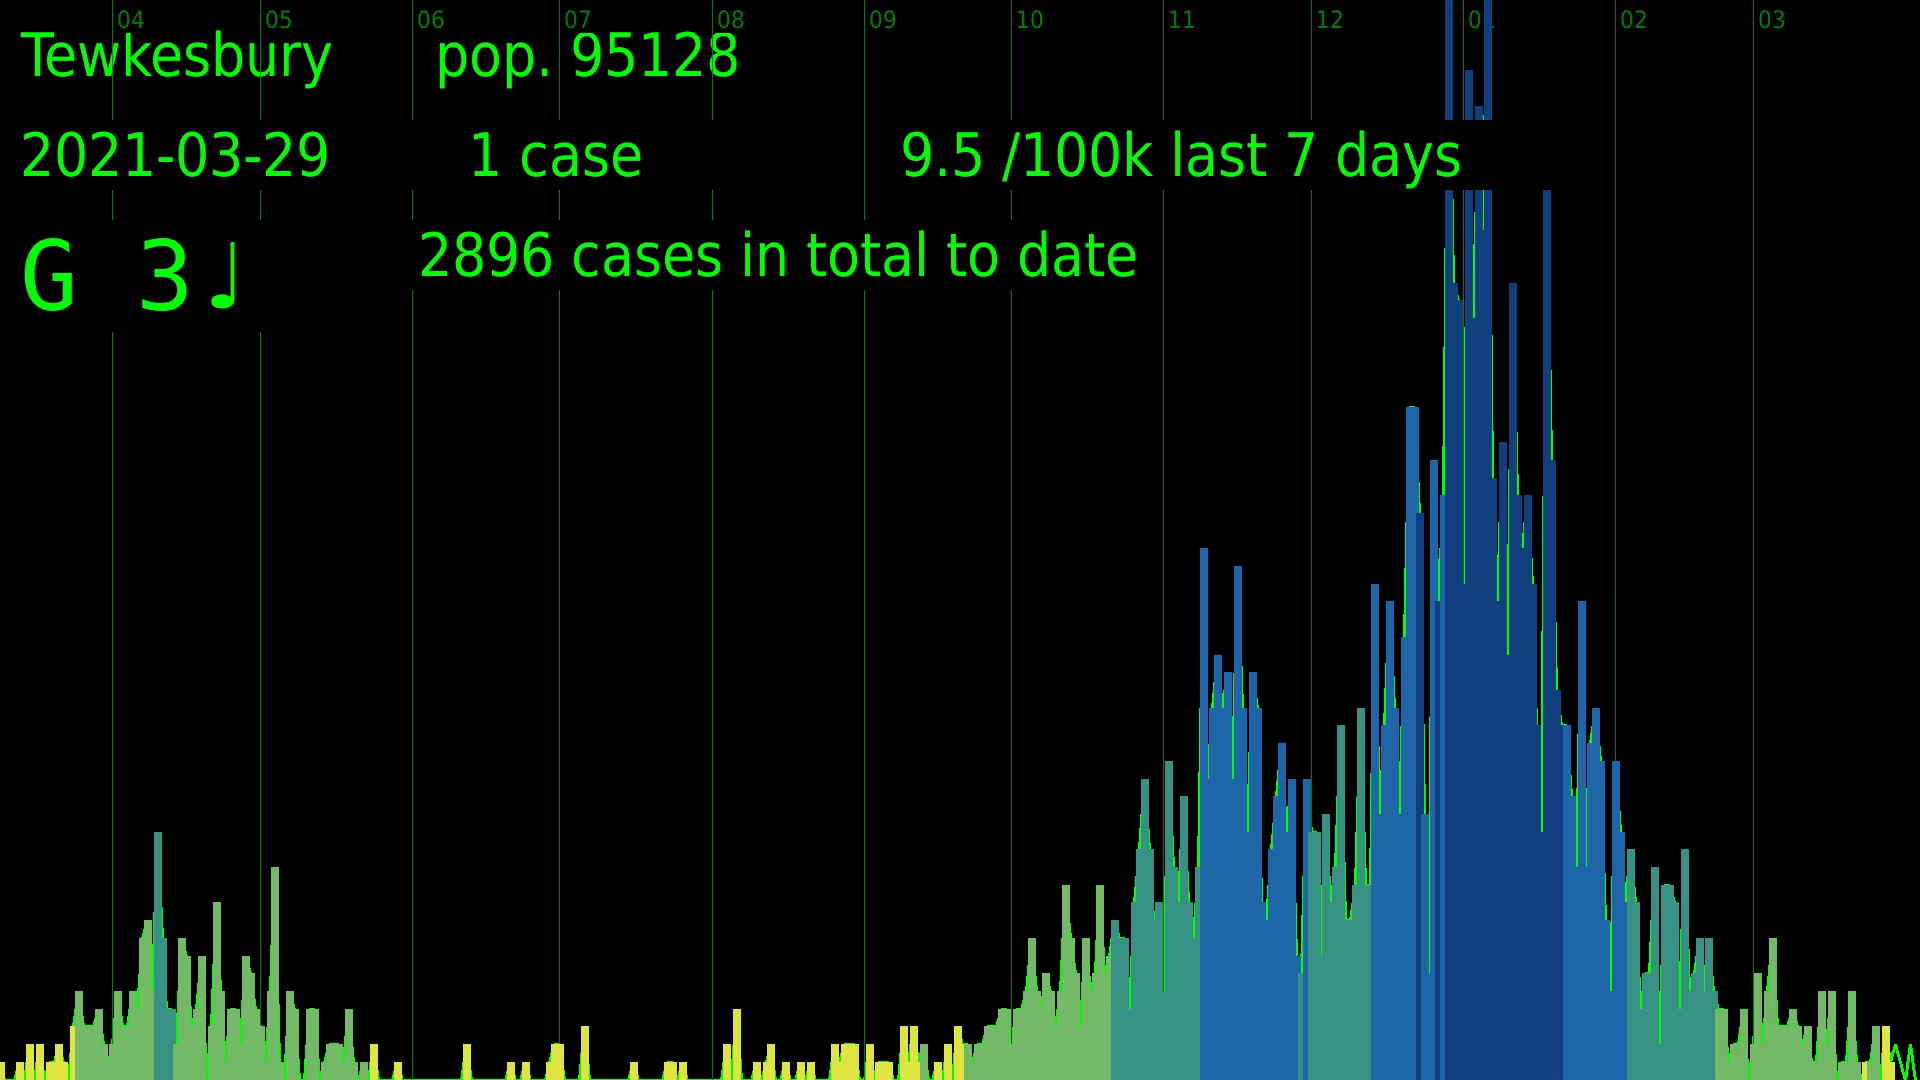 04 05 06 07 08 09 10 11 12 01 02 03
Tewkesbury pop. 95128
2021-03-29 1 case 9.5 /100k last 7 days
G 3♩ 2896 cases in total to date